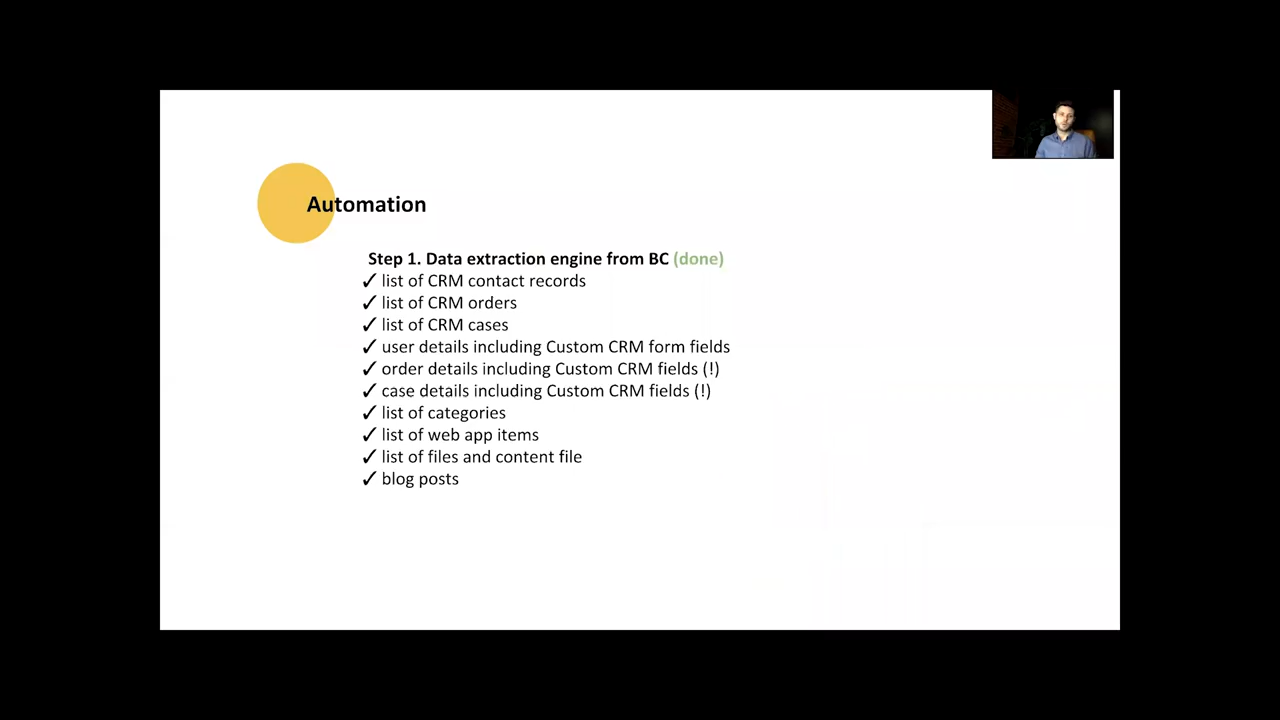 Automation
Step 1. Data extraction engine from BC (done)
✓ list of CRM contact records
✓ list of CRM orders
✓ list of CRM cases
✓ user details including Custom CRM form fields
✓ order details including Custom CRM fields (!)
✓ case details including Custom CRM fields (!)
✓ list of categories
✓ list of web app items
✓ list of files and content file
✓ blog posts